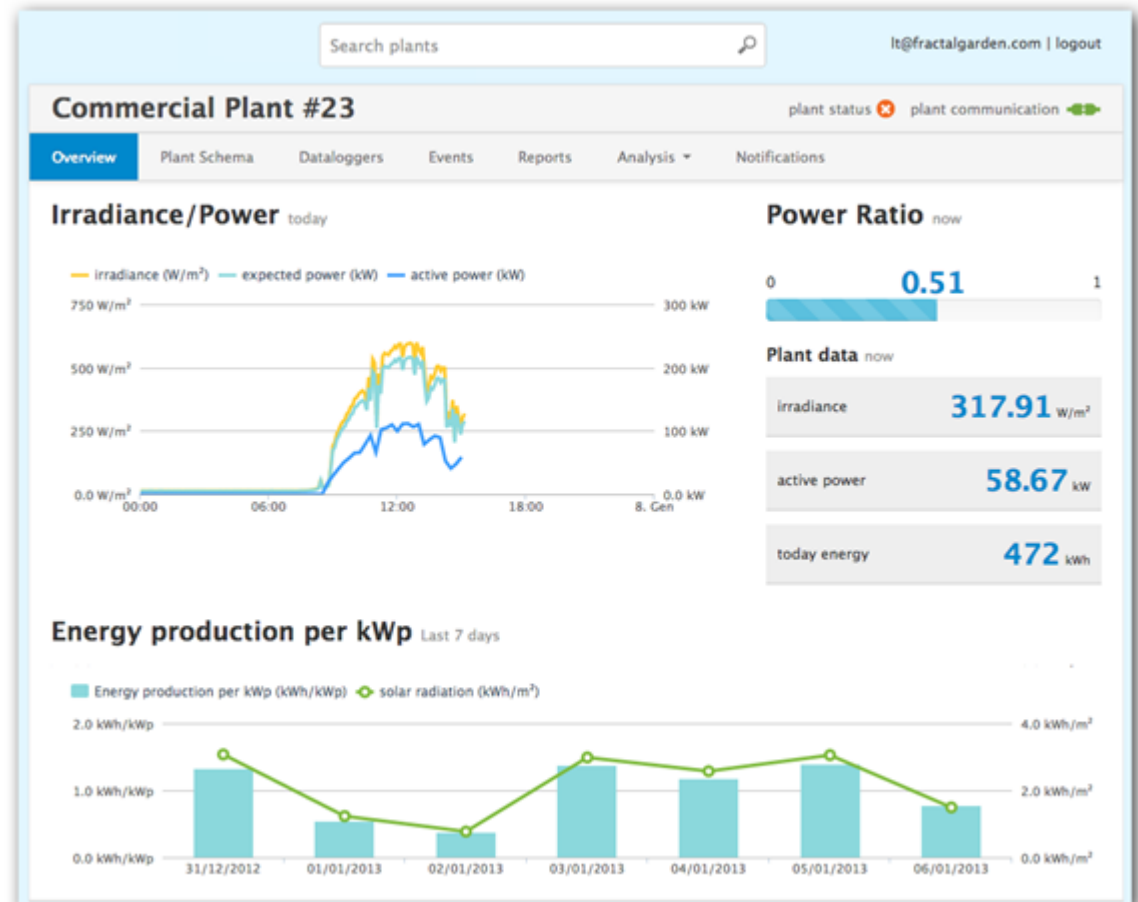 Search plants
lt@fractalgarden.com | logout
Commercial Plant #23
plant status
plant communication
Overview Plant Schema Dataloggers Events Reports Analysis Notifications
Irradiance/Power today
irradiance (W/m²) expected power (kW) active power (kW)
750 W/m² 300 kW
500 W/m² 200 kW
250 W/m² 100 kW
0.0 W/m² 0.0 kW
00:00 06:00 12:00 18:00 8. Gen
Power Ratio now
0 0.51 1
Plant data now
irradiance 317.91 W/m²
active power 58.67 kW
today energy 472 kWh
Energy production per kWp Last 7 days
Energy production per kWp (kWh/kWp) solar radiation (kWh/m²)
2.0 kWh/kWp 4.0 kWh/m²
1.0 kWh/kWp 2.0 kWh/m²
0.0 kWh/kWp 0.0 kWh/m²
31/12/2012 01/01/2013 02/01/2013 03/01/2013 04/01/2013 05/01/2013 06/01/2013